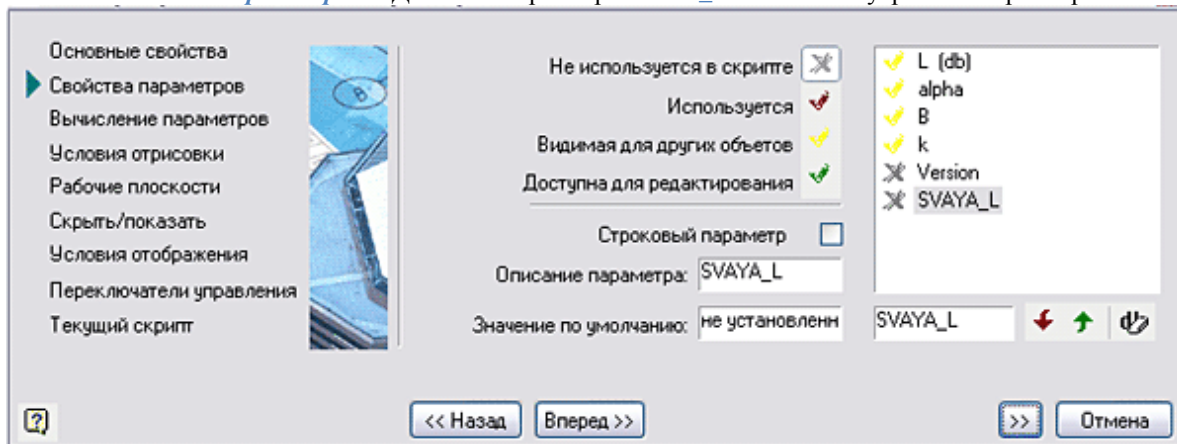 Основные свойства
Свойства параметров
Вычисление параметров
Условия отрисовки
Рабочие плоскости
Скрыть/показать
Условия отображения
Переключатели управления
Текущий скрипт
B
Не используется в скрипте
Используется
Видимая для других объетов
Доступна для редактирования
Строковый параметр
Описание параметра: SVAYA_L
Значение по умолчанию: не установленн
L (db)
alpha
B
k
Version
SVAYA_L
SVAYA_L
<< Назад
Вперед >>
>>
Отмена